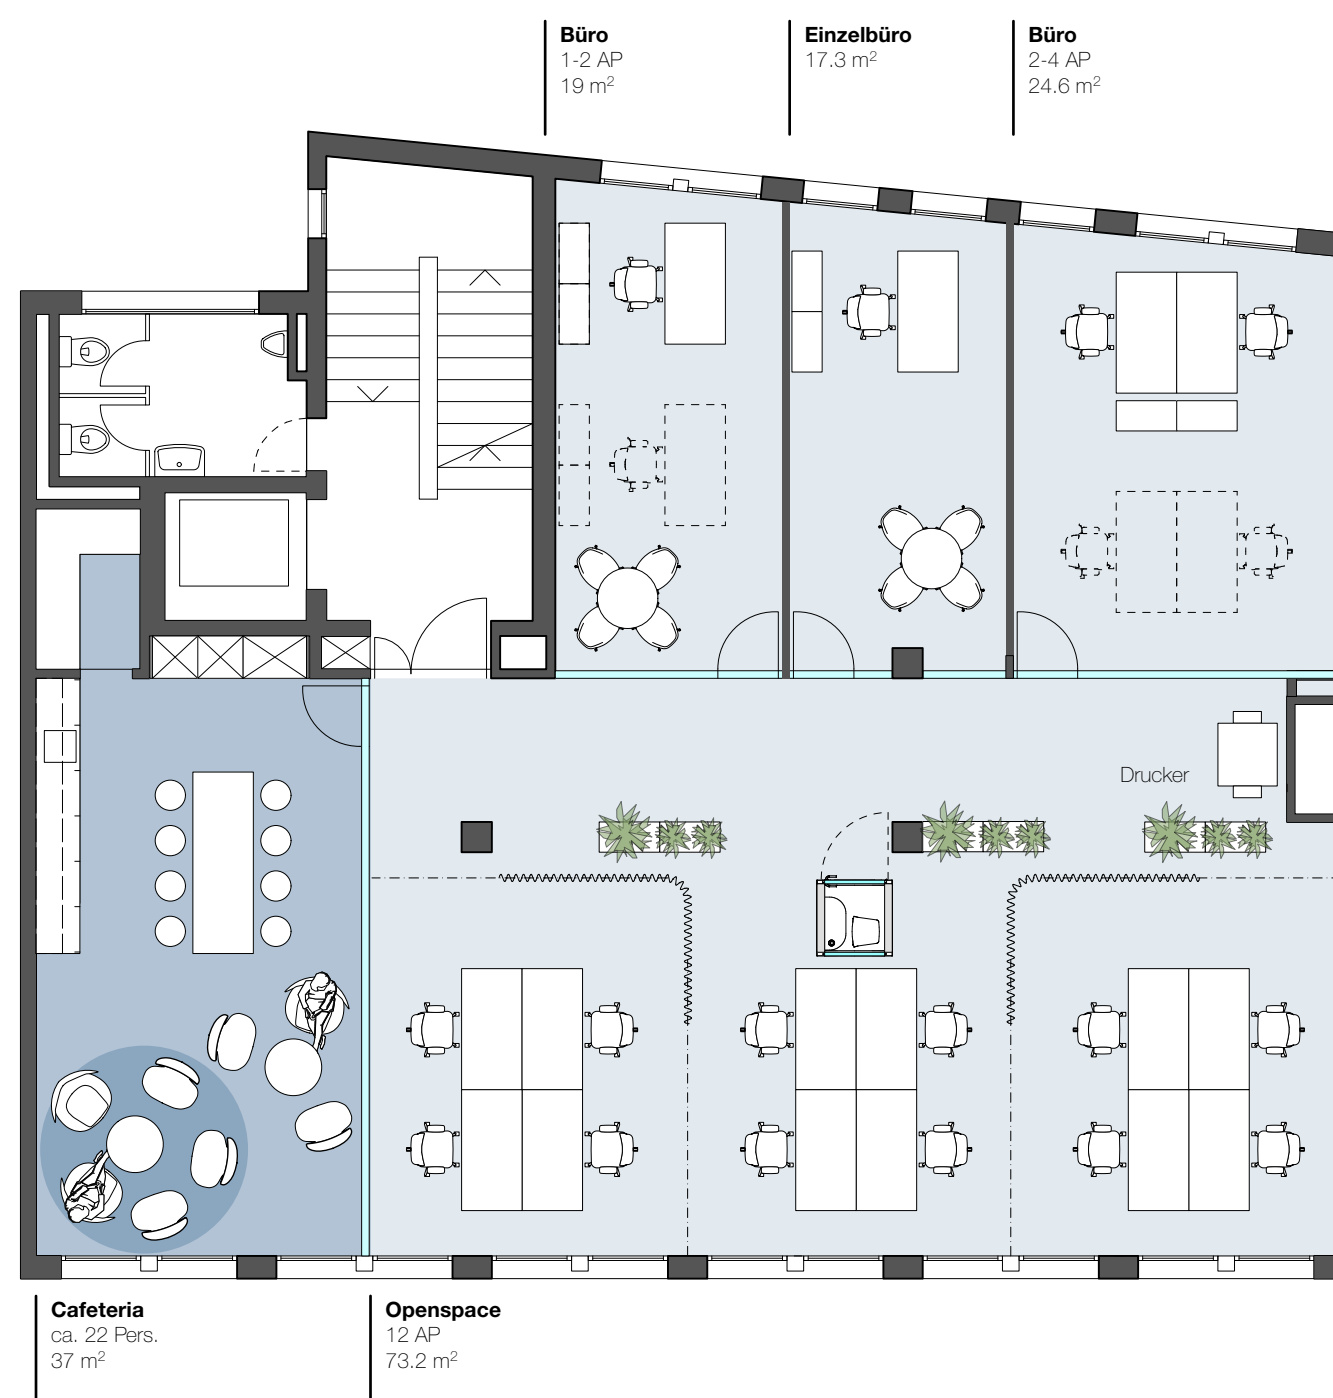 Büro
1-2 AP
19 m²
Einzelbüro
17.3 m²
Büro
2-4 AP
24.6 m²
Drucker
Cafeteria
ca. 22 Pers.
37 m²
Openspace
12 AP
73.2 m²